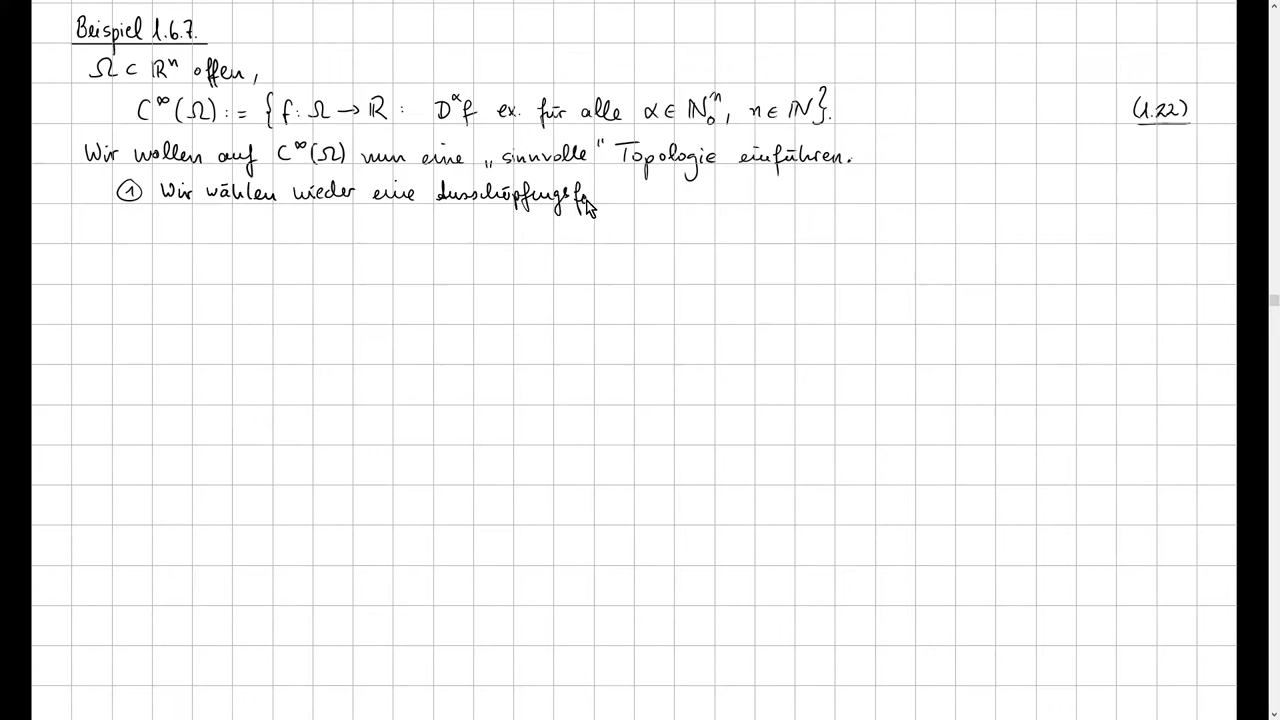 Beispiel 1.6.7.
Ω ⊂ ℝⁿ offen,
C^∞(Ω) := {f: Ω → ℝ : D^α f ex. für alle α ∈ ℕ₀ⁿ, n ∈ ℕ}. (1.22)
Wir wollen auf C^∞(Ω) nun eine „sinnvolle" Topologie einführen.
① Wir wählen wieder eine Ausschöpfungsfo